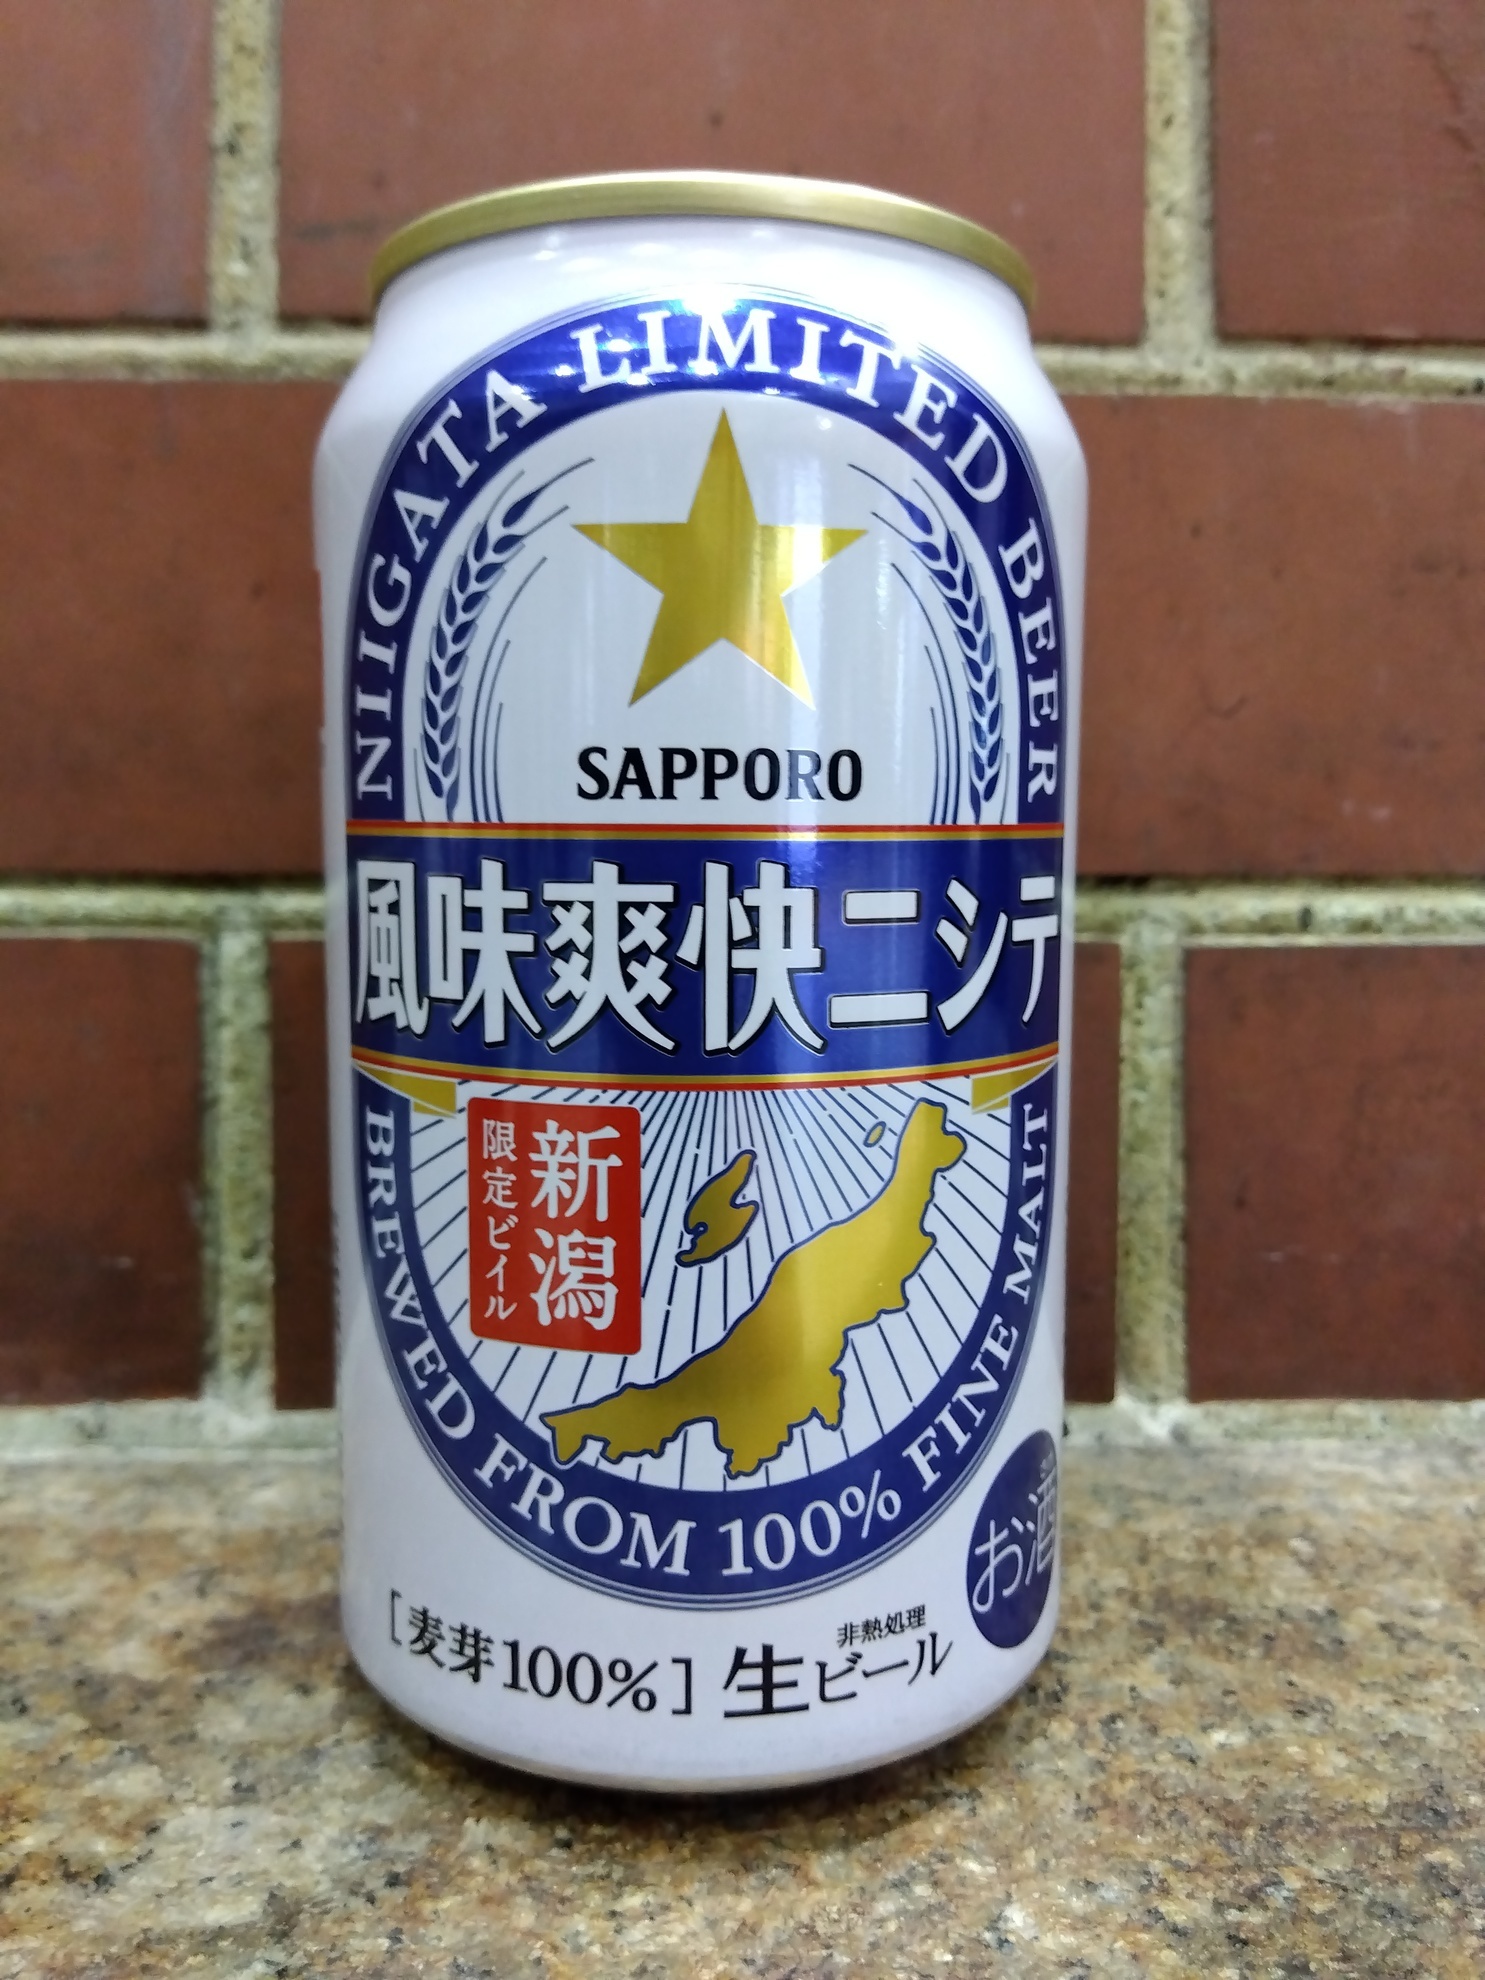 NIIGATA LIMITED BEER
SAPPORO
風味爽快ニシテ
新潟
限定ビイル
BREWED FROM 100% FINE MALT
お酒
[麦芽100%]
非熱処理
生ビール